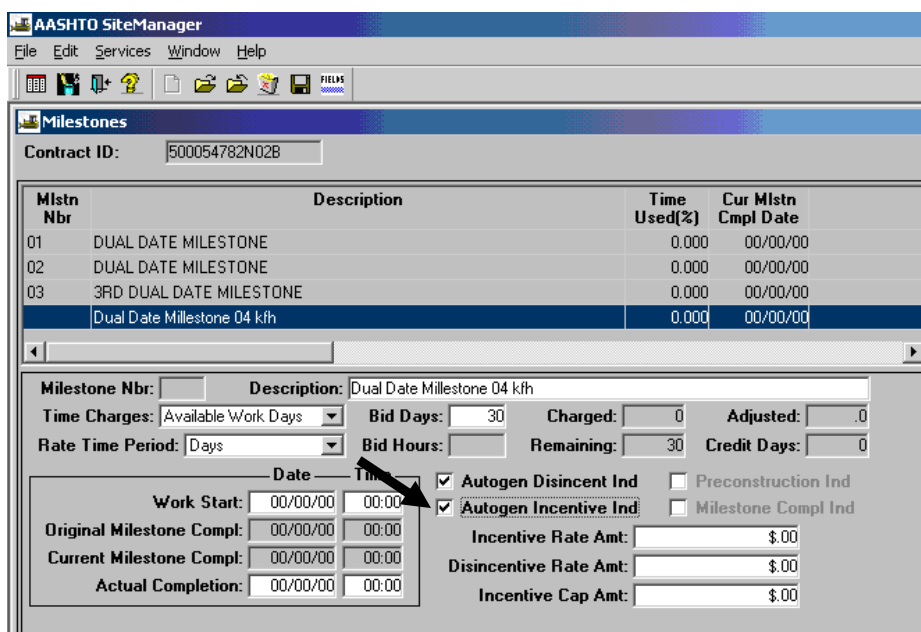 AASHTO SiteManager
File Edit Services Window Help
FIELDS
Milestones
Contract ID: 500054782N02B
Mlstn Nbr Description Time Used(%) Cur Mlstn Cmpl Date
01 DUAL DATE MILESTONE 0.000 00/00/00
02 DUAL DATE MILESTONE 0.000 00/00/00
03 3RD DUAL DATE MILESTONE 0.000 00/00/00
Dual Date Millestone 04 kfh 0.000 00/00/00
Milestone Nbr: Description: Dual Date Millestone 04 kfh
Time Charges: Available Work Days Bid Days: 30 Charged: 0 Adjusted: .0
Rate Time Period: Days Bid Hours: Remaining: 30 Credit Days: 0
Date Time
Autogen Disincent Ind Preconstruction Ind
Work Start: 00/00/00 00:00 Autogen Incentive Ind Milestone Compl Ind
Original Milestone Compl: 00/00/00 00:00 Incentive Rate Amt: $.00
Current Milestone Compl: 00/00/00 00:00 Disincentive Rate Amt: $.00
Actual Completion: 00/00/00 00:00 Incentive Cap Amt: $.00